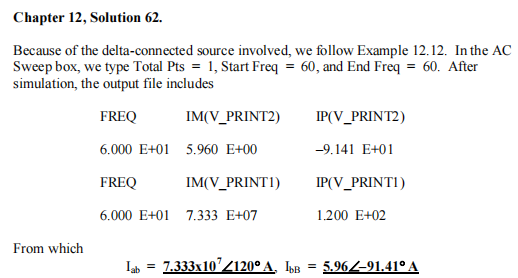 Chapter 12, Solution 62.
Because of the delta-connected source involved, we follow Example 12.12. In the AC
Sweep box, we type Total Pts = 1, Start Freq = 60, and End Freq = 60. After
simulation, the output file includes
FREQ IM(V_PRINT2) IP(V_PRINT2)
6.000 E+01 5.960 E+00 –9.141 E+01
FREQ IM(V_PRINT1) IP(V_PRINT1)
6.000 E+01 7.333 E+07 1.200 E+02
From which
Iab = 7.333x10⁷∠120° A, IbB = 5.96∠–91.41° A